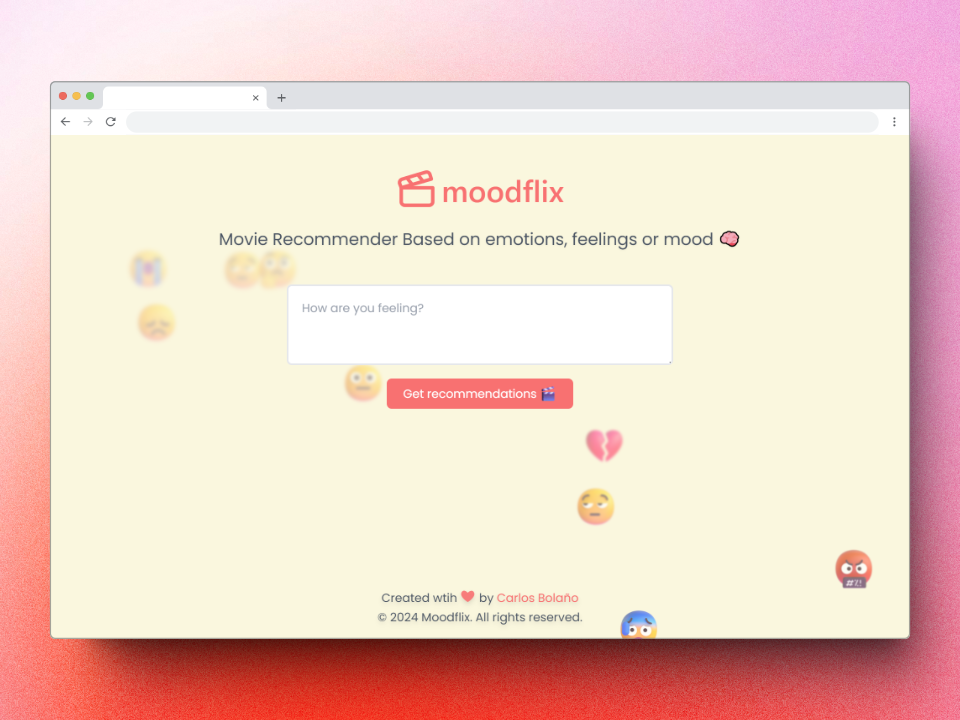 moodflix
Movie Recommender Based on emotions, feelings or mood 🧠
How are you feeling?
Get recommendations 🎬
Created wtih ❤️ by Carlos Bolaño
© 2024 Moodflix. All rights reserved.